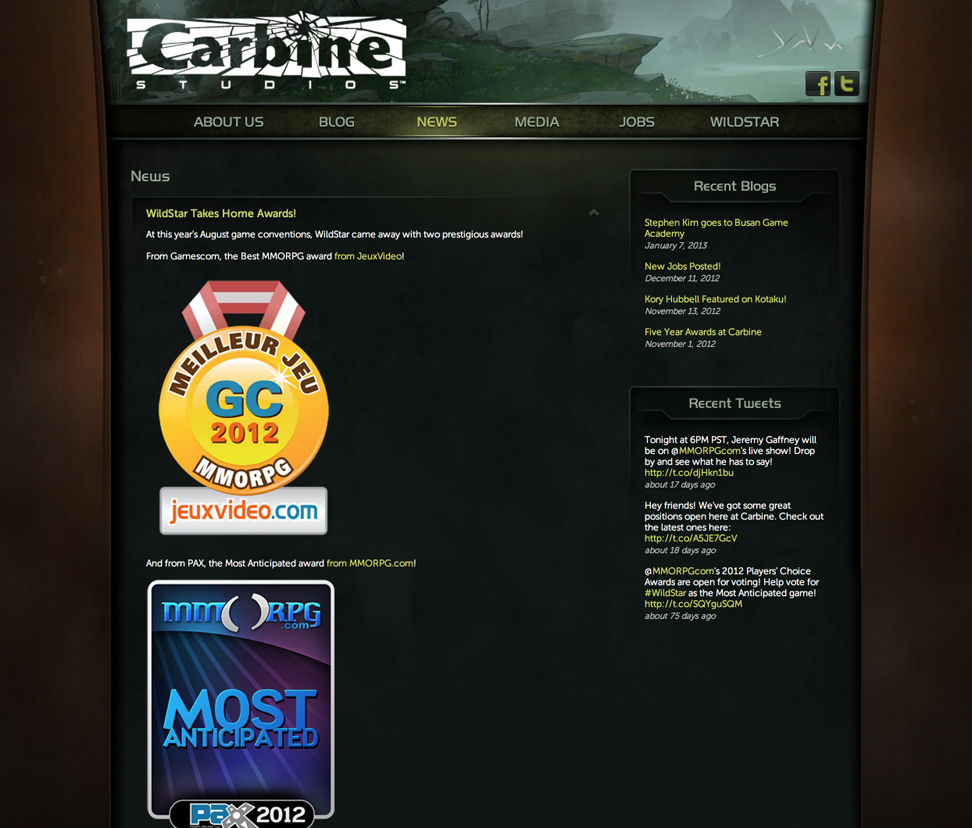 Carbine
STUDIOS™
ABOUT US
BLOG
NEWS
MEDIA
JOBS
WILDSTAR
News
WildStar Takes Home Awards!
At this year's August game conventions, WildStar came away with two prestigious awards!
From Gamescom, the Best MMORPG award from JeuxVideo!
MEILLEUR JEU
GC
2012
MMORPG
jeuxvideo.com
And from PAX, the Most Anticipated award from MMORPG.com!
mmORPG
.com
MOST
ANTICIPATED
PAX 2012
Recent Blogs
Stephen Kim goes to Busan Game
Academy
January 7, 2013
New Jobs Posted!
December 11, 2012
Kory Hubbell Featured on Kotaku!
November 13, 2012
Five Year Awards at Carbine
November 1, 2012
Recent Tweets
Tonight at 6PM PST, Jeremy Gaffney will
be on @MMORPGcom's live show! Drop
by and see what he has to say!
http://t.co/djHkn1bu
about 17 days ago
Hey friends! We've got some great
positions open here at Carbine. Check out
the latest ones here:
http://t.co/A5JE7GcV
about 18 days ago
@MMORPGcom's 2012 Players' Choice
Awards are open for voting! Help vote for
#WildStar as the Most Anticipated game!
http://t.co/SQYguSQM
about 75 days ago